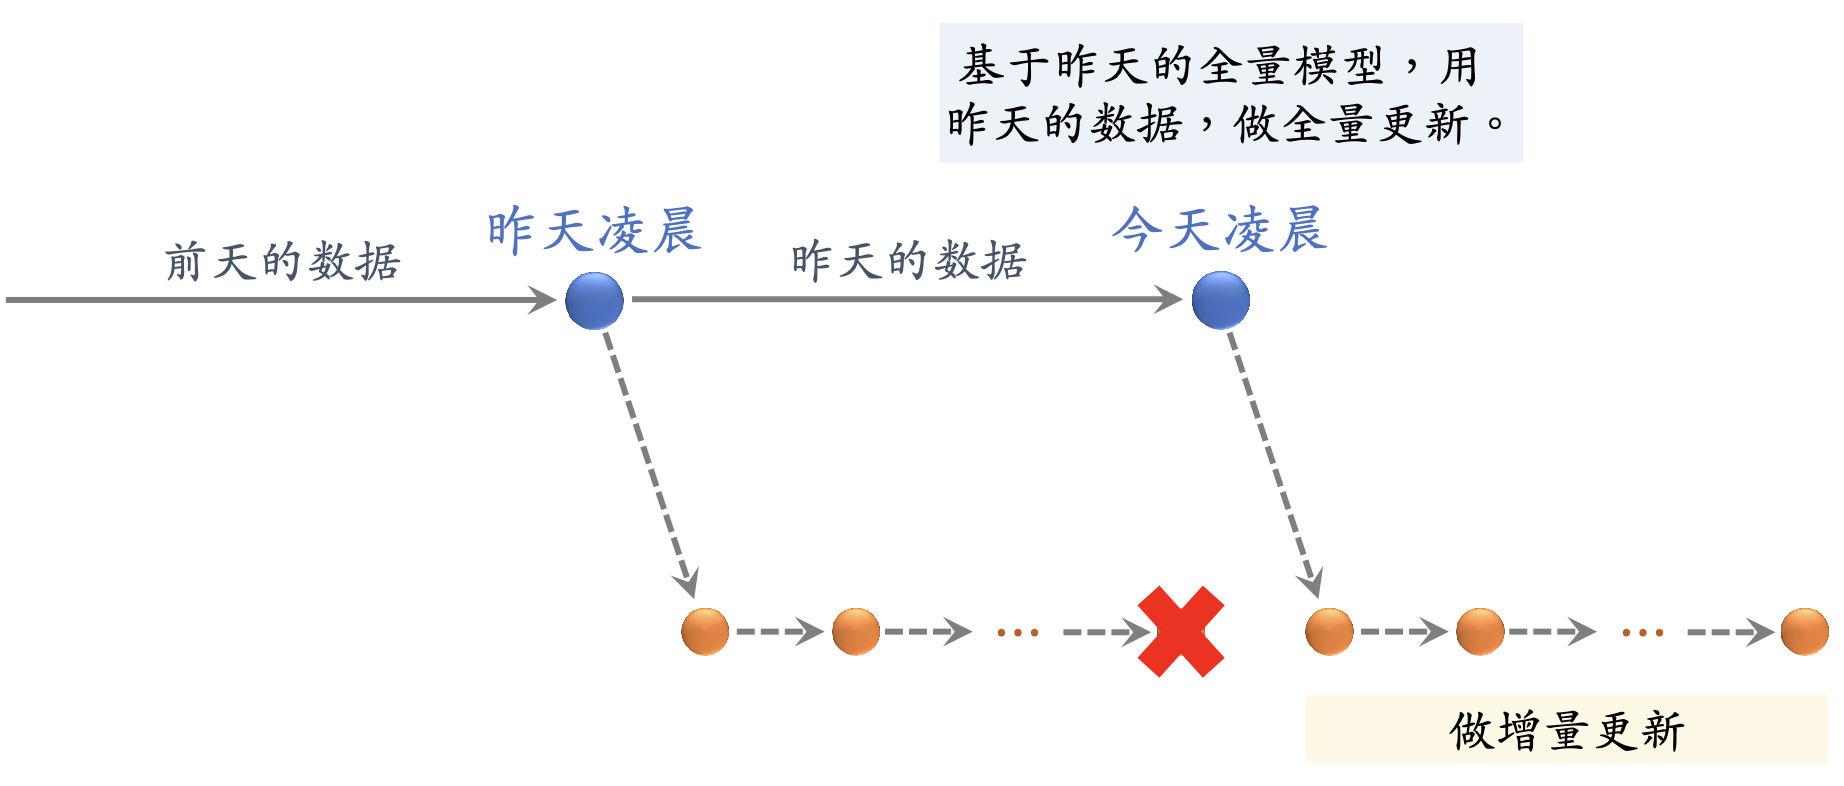 基于昨天的全量模型，用
昨天的数据，做全量更新。
昨天凌晨
今天凌晨
前天的数据
昨天的数据
...
...
做增量更新